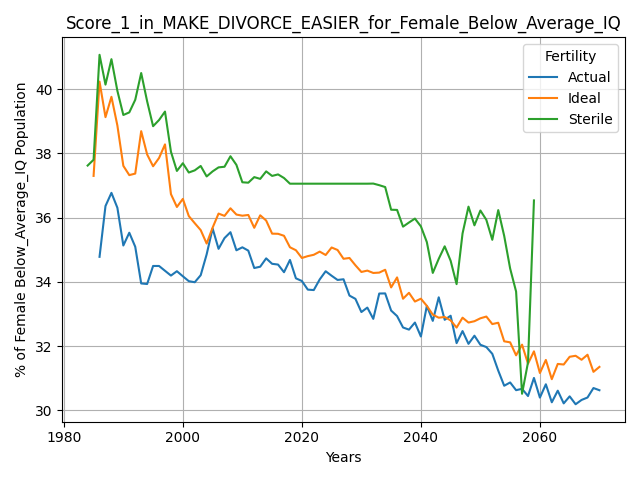 Score_1_in_MAKE_DIVORCE_EASIER_for_Female_Below_Average_IQ
% of Female Below_Average_IQ Population
40
38
36
34
32
30
1980
2000
2020
2040
2060
Years
Fertility
Actual
Ideal
Sterile